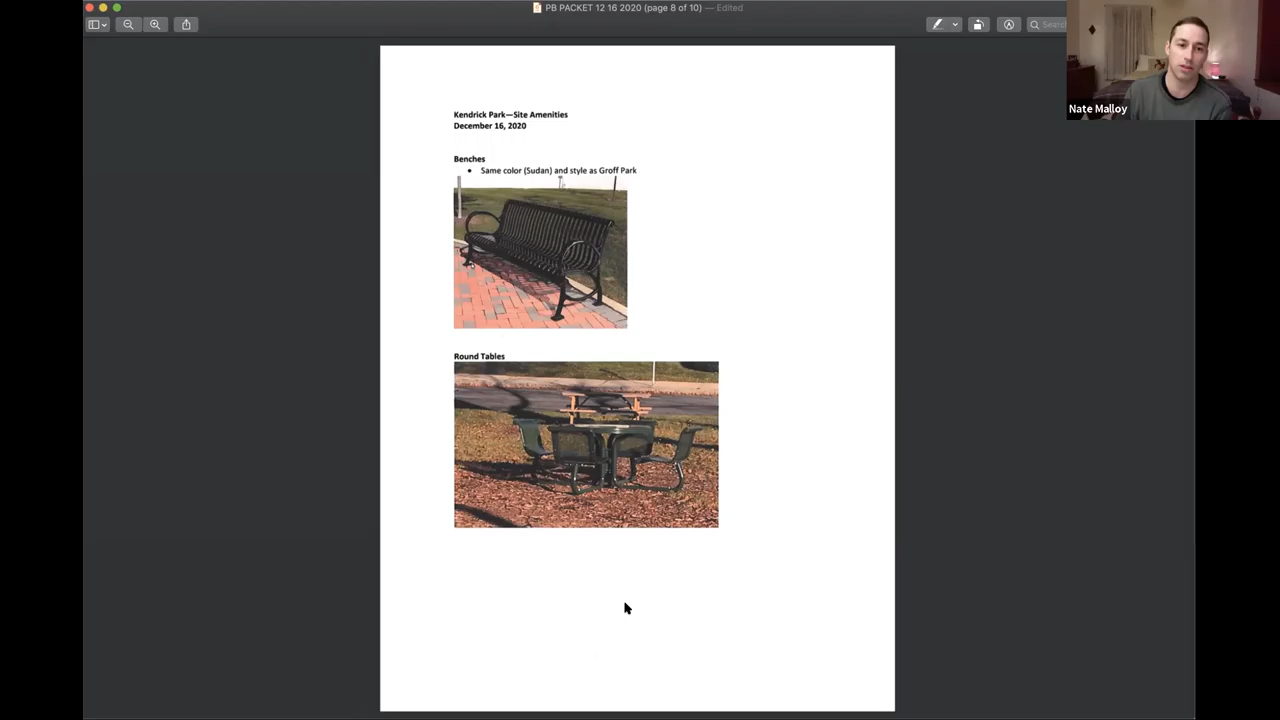 PB PACKET 12 16 2020 (page 8 of 10) — Edited
Search
Nate Malloy
Kendrick Park—Site Amenities
December 16, 2020
Benches
• Same color (Sudan) and style as Groff Park
Round Tables